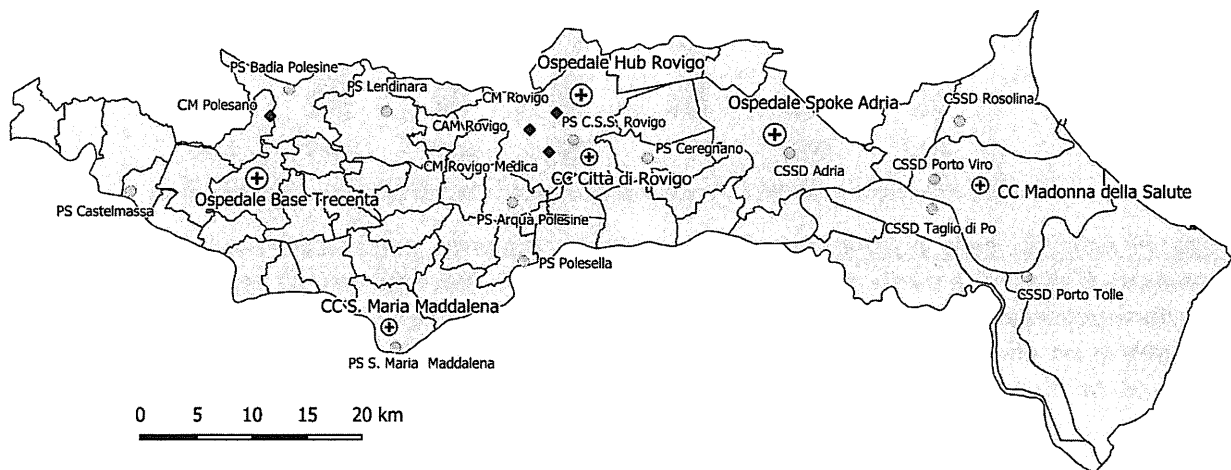 Ospedale Hub Rovigo
PS Badia Polesine
PS Lendinara
CM Polesano
CM Rovigo
CAM Rovigo
PS C.S.S. Rovigo
Ospedale Spoke Adria
CSSD Rosolina
PS Ceregnano
CM Rovigo Medica
CC Città di Rovigo
CSSD Adria
CSSD Porto Viro
CC Madonna della Salute
PS Castelmassa
Ospedale Base Trecenta
PS Arquà Polesine
CSSD Taglio di Po
PS Polesella
CSSD Porto Tolle
CC S. Maria Maddalena
PS S. Maria Maddalena
0 5 10 15 20 km